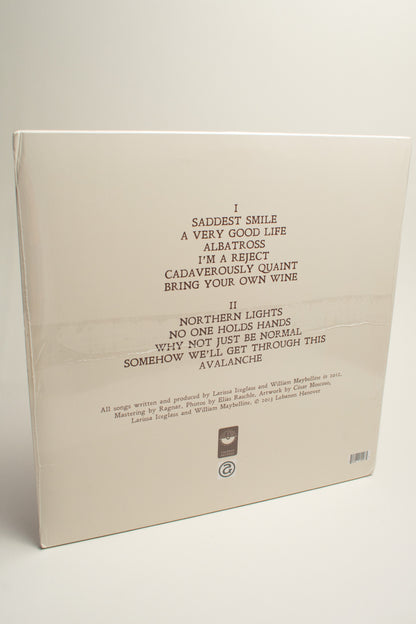 I
SADDEST SMILE
A VERY GOOD LIFE
ALBATROSS
I'M A REJECT
CADAVEROUSLY QUAINT
BRING YOUR OWN WINE
II
NORTHERN LIGHTS
NO ONE HOLDS HANDS
WHY NOT JUST BE NORMAL
SOMEHOW WE'LL GET THROUGH THIS
AVALANCHE
All songs written and produced by Larissa Iceglass and William Maybelline in 2012,
Mastering by Ragnar, Photos by Elias Raschle, Artwork by César Moscoso,
Larissa Iceglass and William Maybelline, © 2013 Lebanon Hanover